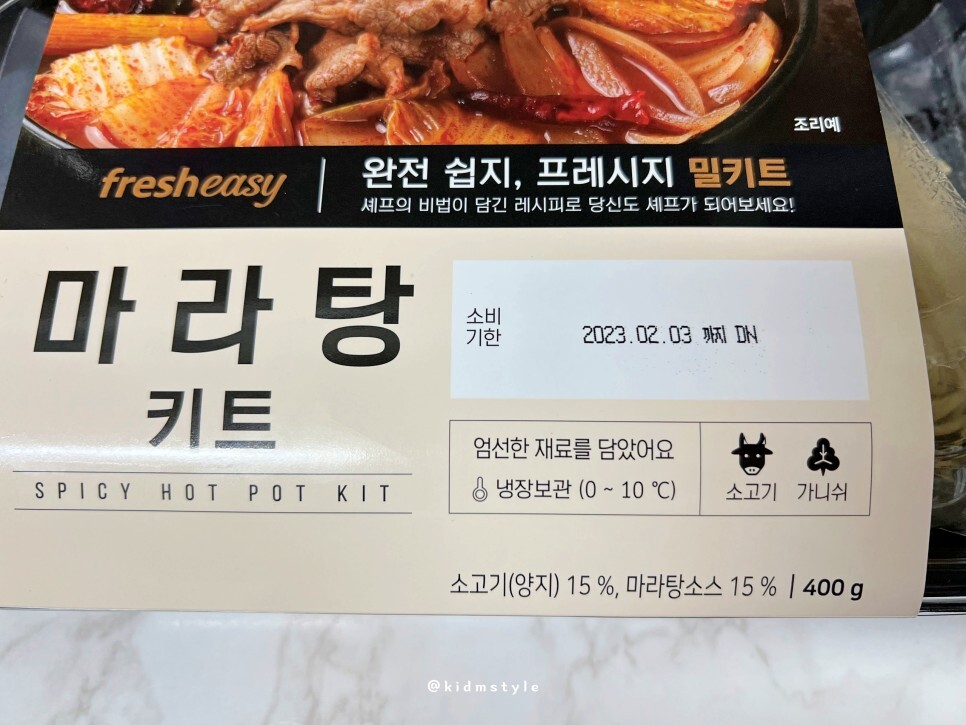 조리예
fresheasy
완전 쉽지, 프레시지 밀키트
셰프의 비법이 담긴 레시피로 당신도 셰프가 되어보세요!
마라탕
키트
SPICY HOT POT KIT
소비
기한
2023.02.03 까지 DN
엄선한 재료를 담았어요
냉장보관 (0 ~ 10 ℃)
소고기 가니쉬
소고기(양지) 15 %, 마라탕소스 15 % | 400 g
@kidmstyle